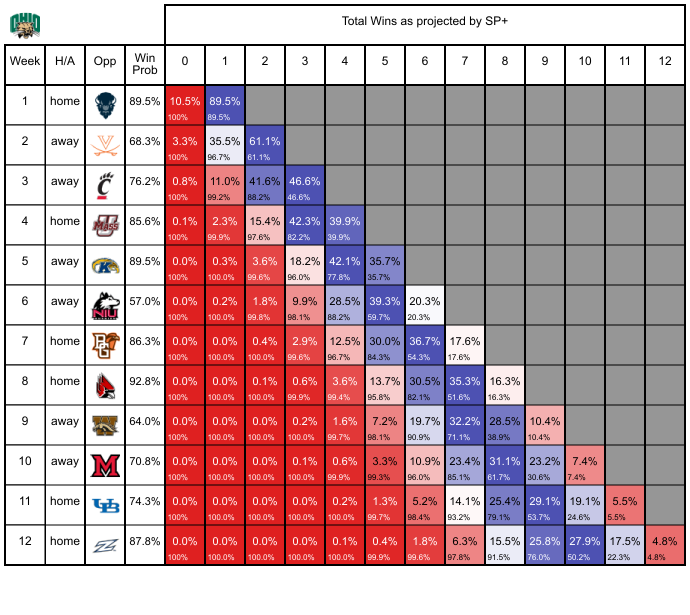 OHIO
Total Wins as projected by SP+
Week H/A Opp Win Prob 0 1 2 3 4 5 6 7 8 9 10 11 12
1 home 89.5% 10.5% 89.5%
100% 89.5%
2 away 68.3% 3.3% 35.5% 61.1%
100% 96.7% 61.1%
3 away C 76.2% 0.8% 11.0% 41.6% 46.6%
100% 99.2% 88.2% 46.6%
4 home Mass 85.6% 0.1% 2.3% 15.4% 42.3% 39.9%
100% 99.9% 97.6% 82.2% 39.9%
5 away K 89.5% 0.0% 0.3% 3.6% 18.2% 42.1% 35.7%
100% 100.0% 99.6% 96.0% 77.8% 35.7%
6 away NIU 57.0% 0.0% 0.2% 1.8% 9.9% 28.5% 39.3% 20.3%
100% 100.0% 99.8% 98.1% 88.2% 59.7% 20.3%
7 home BG 86.3% 0.0% 0.0% 0.4% 2.9% 12.5% 30.0% 36.7% 17.6%
100% 100.0% 100.0% 99.6% 96.7% 84.3% 54.3% 17.6%
8 home 92.8% 0.0% 0.0% 0.1% 0.6% 3.6% 13.7% 30.5% 35.3% 16.3%
100% 100.0% 100.0% 99.9% 99.4% 95.8% 82.1% 51.6% 16.3%
9 away W 64.0% 0.0% 0.0% 0.0% 0.2% 1.6% 7.2% 19.7% 32.2% 28.5% 10.4%
100% 100.0% 100.0% 100.0% 99.7% 98.1% 90.9% 71.1% 38.9% 10.4%
10 away M 70.8% 0.0% 0.0% 0.0% 0.1% 0.6% 3.3% 10.9% 23.4% 31.1% 23.2% 7.4%
100% 100.0% 100.0% 100.0% 99.9% 99.3% 96.0% 85.1% 61.7% 30.6% 7.4%
11 home UB 74.3% 0.0% 0.0% 0.0% 0.0% 0.2% 1.3% 5.2% 14.1% 25.4% 29.1% 19.1% 5.5%
100% 100.0% 100.0% 100.0% 100.0% 99.7% 98.4% 93.2% 79.1% 53.7% 24.6% 5.5%
12 home Z 87.8% 0.0% 0.0% 0.0% 0.0% 0.1% 0.4% 1.8% 6.3% 15.5% 25.8% 27.9% 17.5% 4.8%
100% 100.0% 100.0% 100.0% 100.0% 99.9% 99.6% 97.8% 91.5% 76.0% 50.2% 22.3% 4.8%